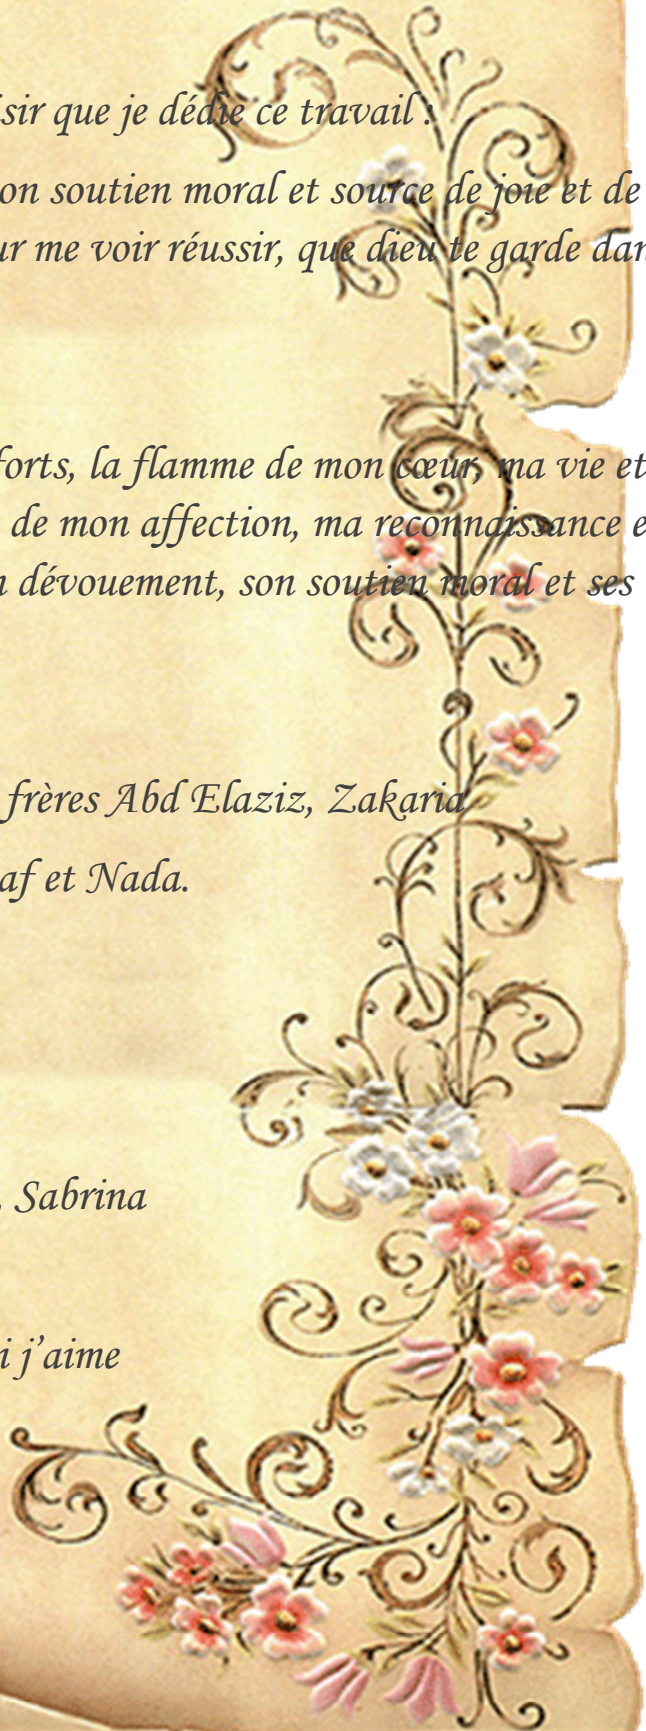 sir que je dédie ce travail :
on soutien moral et source de joie et de
ur me voir réussir, que dieu te garde dan
forts, la flamme de mon cœur, ma vie et
de mon affection, ma reconnaissance e
n dévouement, son soutien moral et ses
frères Abd Elaziz, Zakaria
af et Nada.
, Sabrina
i j'aime